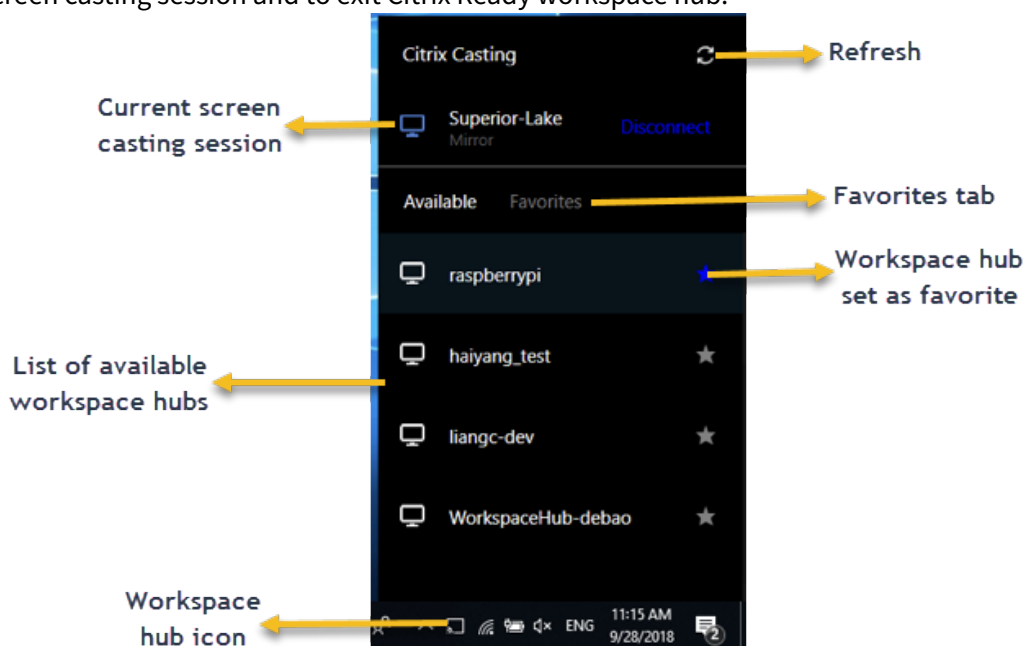 screen casting session and to exit Citrix Ready workspace hub.
Citrix Casting
Refresh
Current screen
casting session
Superior-Lake
Mirror
Disconnect
Available
Favorites
Favorites tab
raspberrypi
Workspace hub
set as favorite
List of available
workspace hubs
haiyang_test
liangc-dev
WorkspaceHub-debao
Workspace
hub icon
ENG
11:15 AM
9/28/2018
2